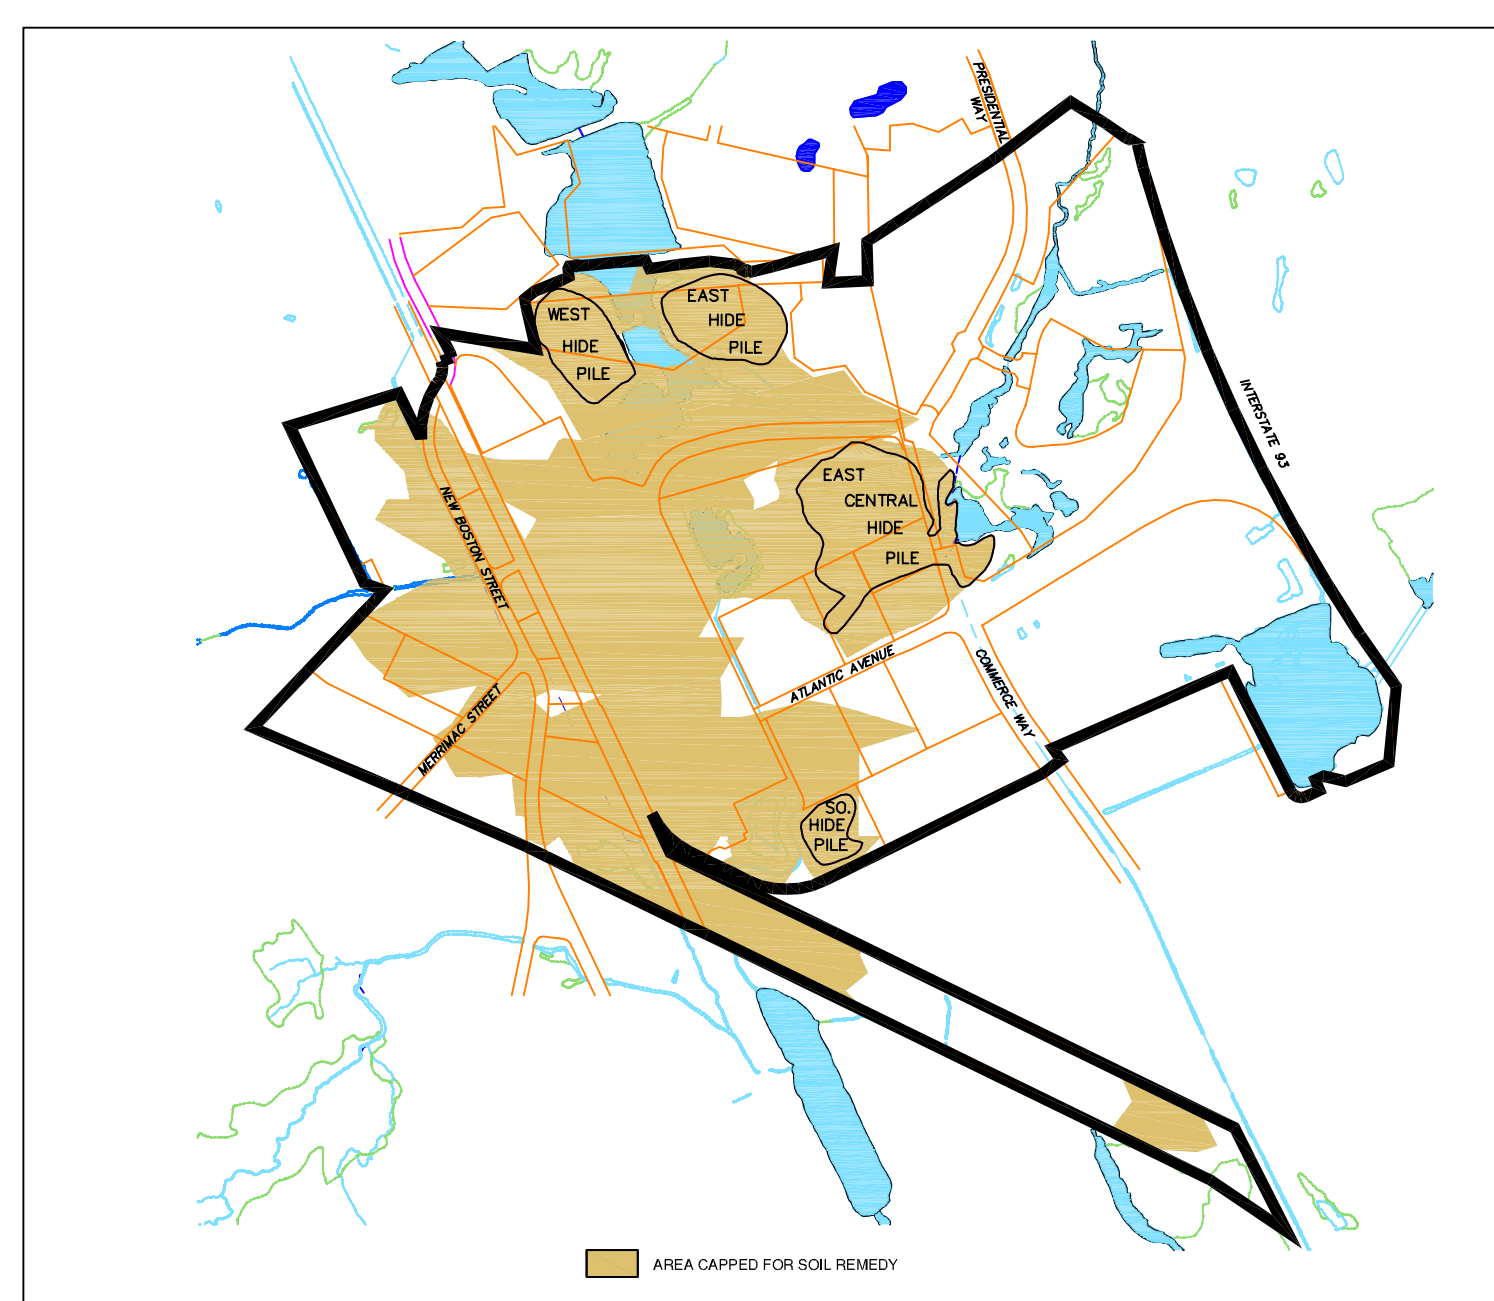 PRESIDENTIAL
WAY
WEST
HIDE
PILE
EAST
HIDE
PILE
INTERSTATE 93
EAST
CENTRAL
HIDE
PILE
NEW BOSTON STREET
ATLANTIC AVENUE
COMMERCE WAY
MERRIMAC STREET
SO.
HIDE
PILE
AREA CAPPED FOR SOIL REMEDY